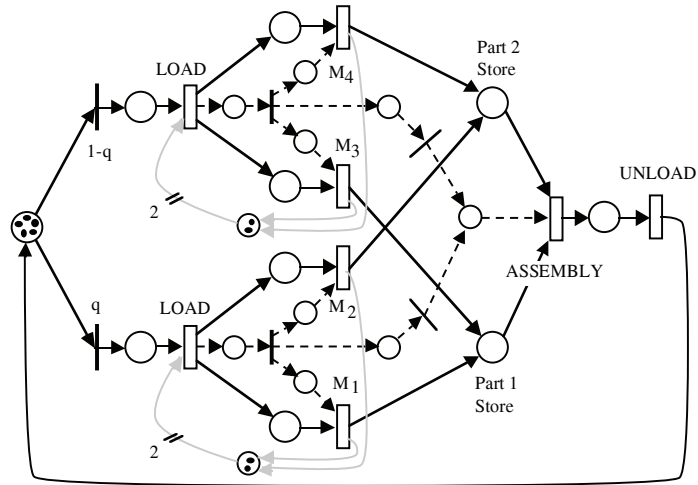 LOAD
M4
Part 2
Store
1-q
M3
2
UNLOAD
q
LOAD
M2
ASSEMBLY
M1
Part 1
Store
2